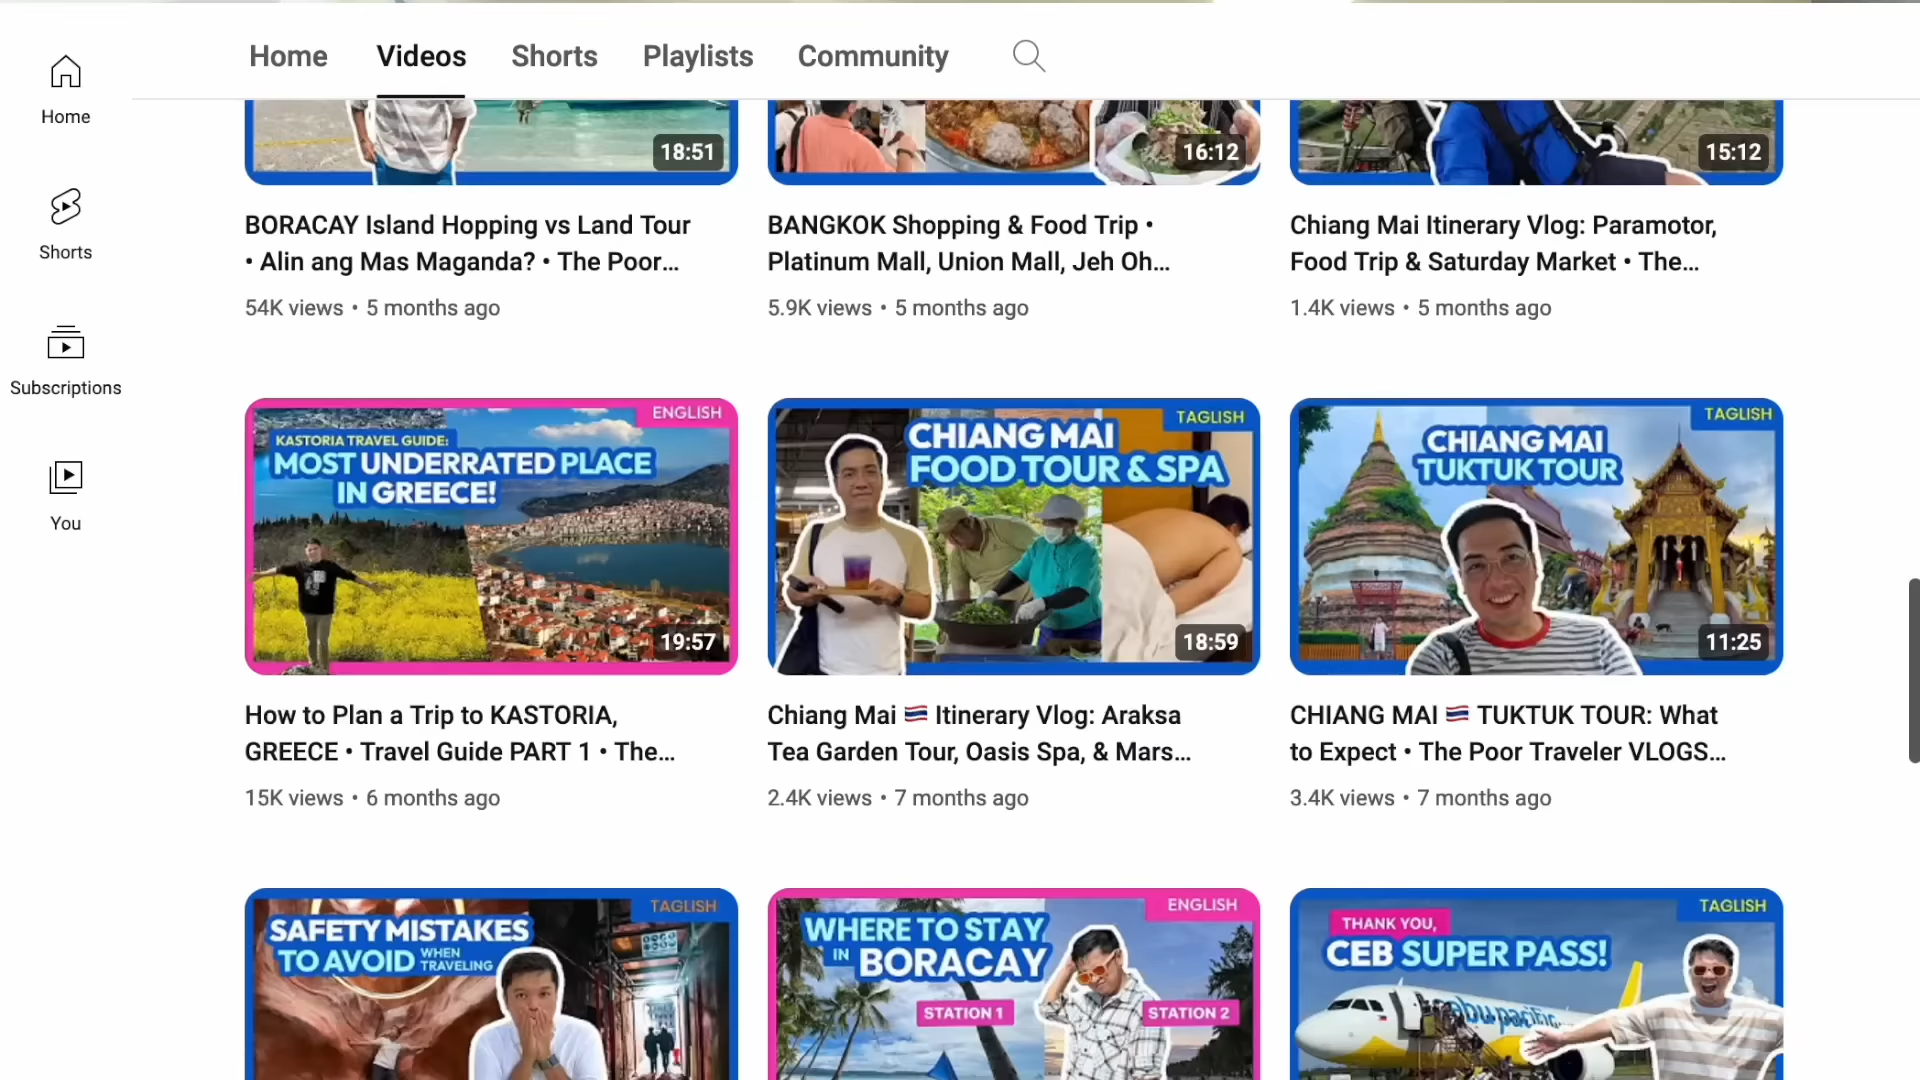 Home
Videos
Shorts
Playlists
Community
Home
Shorts
Subscriptions
You
18:51
16:12
15:12
BORACAY Island Hopping vs Land Tour
• Alin ang Mas Maganda? • The Poor...
54K views • 5 months ago
BANGKOK Shopping & Food Trip •
Platinum Mall, Union Mall, Jeh Oh...
5.9K views • 5 months ago
Chiang Mai Itinerary Vlog: Paramotor,
Food Trip & Saturday Market • The...
1.4K views • 5 months ago
ENGLISH
KASTORIA TRAVEL GUIDE:
MOST UNDERRATED PLACE
IN GREECE!
19:57
TAGLISH
CHIANG MAI
FOOD TOUR & SPA
18:59
TAGLISH
CHIANG MAI
TUKTUK TOUR
11:25
How to Plan a Trip to KASTORIA,
GREECE • Travel Guide PART 1 • The...
15K views • 6 months ago
Chiang Mai 🇹🇭 Itinerary Vlog: Araksa
Tea Garden Tour, Oasis Spa, & Mars...
2.4K views • 7 months ago
CHIANG MAI 🇹🇭 TUKTUK TOUR: What
to Expect • The Poor Traveler VLOGS...
3.4K views • 7 months ago
TAGLISH
SAFETY MISTAKES
TO AVOID WHEN TRAVELING
ENGLISH
WHERE TO STAY
IN BORACAY
STATION 1
STATION 2
TAGLISH
THANK YOU,
CEB SUPER PASS!
cebu pacific